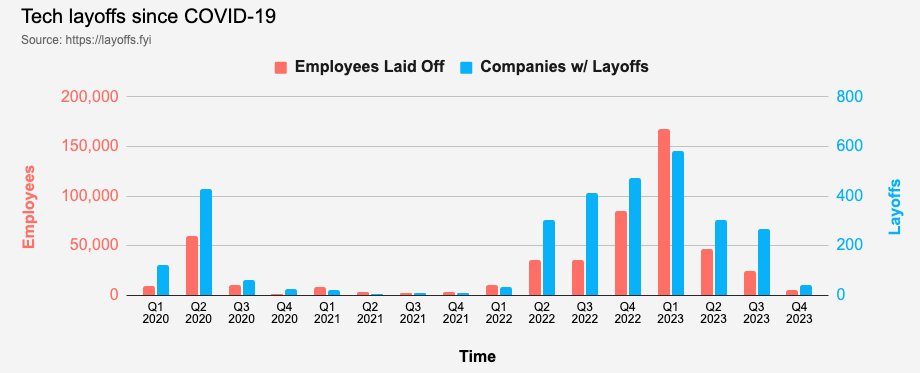 Tech layoffs since COVID-19
Source: https://layoffs.fyi
Employees Laid Off Companies w/ Layoffs
200,000 800
150,000 600
100,000 400
50,000 200
0 0
Employees
Layoffs
Q1 Q2 Q3 Q4 Q1 Q2 Q3 Q4 Q1 Q2 Q3 Q4 Q1 Q2 Q3 Q4
2020 2020 2020 2020 2021 2021 2021 2021 2022 2022 2022 2022 2023 2023 2023 2023
Time